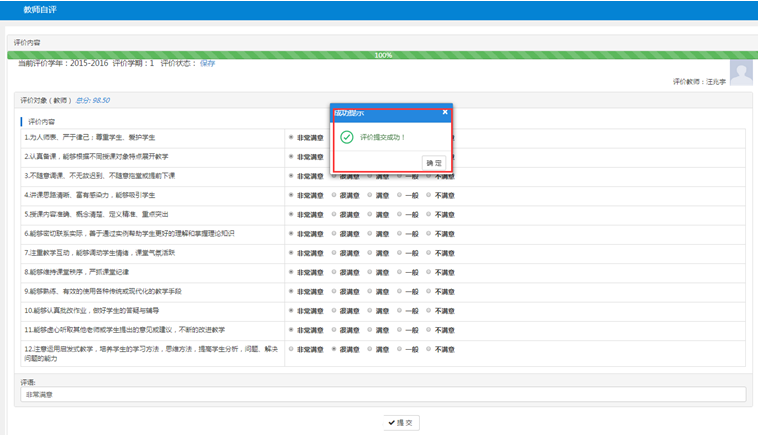 教师自评
评价内容
100%
当前评价学年：2015-2016 评价学期：1 评价状态： 保存
评价教师：汪兆宇
评价对象（教师） 总分: 98.50
成功提示 ×
评价提交成功！
确 定
评价内容
1.为人师表、严于律己；尊重学生、爱护学生 非常满意
2.认真备课，能够根据不同授课对象特点展开教学 非常满意
3.不随意调课、不无故迟到、不随意拖堂或提前下课 非常满意 很满意 满意 一般 不满意
4.讲课思路清晰、富有感染力，能够吸引学生 非常满意 很满意 满意 一般 不满意
5.授课内容准确、概念清楚、定义精准、重点突出 非常满意 很满意 满意 一般 不满意
6.能够密切联系实际，善于通过实例帮助学生更好的理解和掌握理论知识 非常满意 很满意 满意 一般 不满意
7.注重教学互动，能够调动学生情绪，课堂气氛活跃 非常满意 很满意 满意 一般 不满意
8.能够维持课堂秩序，严抓课堂纪律 非常满意 很满意 满意 一般 不满意
9.能够熟练、有效的使用各种传统或现代化的教学手段 非常满意 很满意 满意 一般 不满意
10.能够认真批改作业，做好学生的答疑与辅导 非常满意 很满意 满意 一般 不满意
11.能够虚心听取其他老师或学生提出的意见或建议，不断的改进教学 非常满意 很满意 满意 一般 不满意
12.注意运用启发式教学，培养学生的学习方法，思维方法，提高学生分析，问题、解决 非常满意 很满意 满意 一般 不满意
问题的能力
评语:
非常满意
提 交